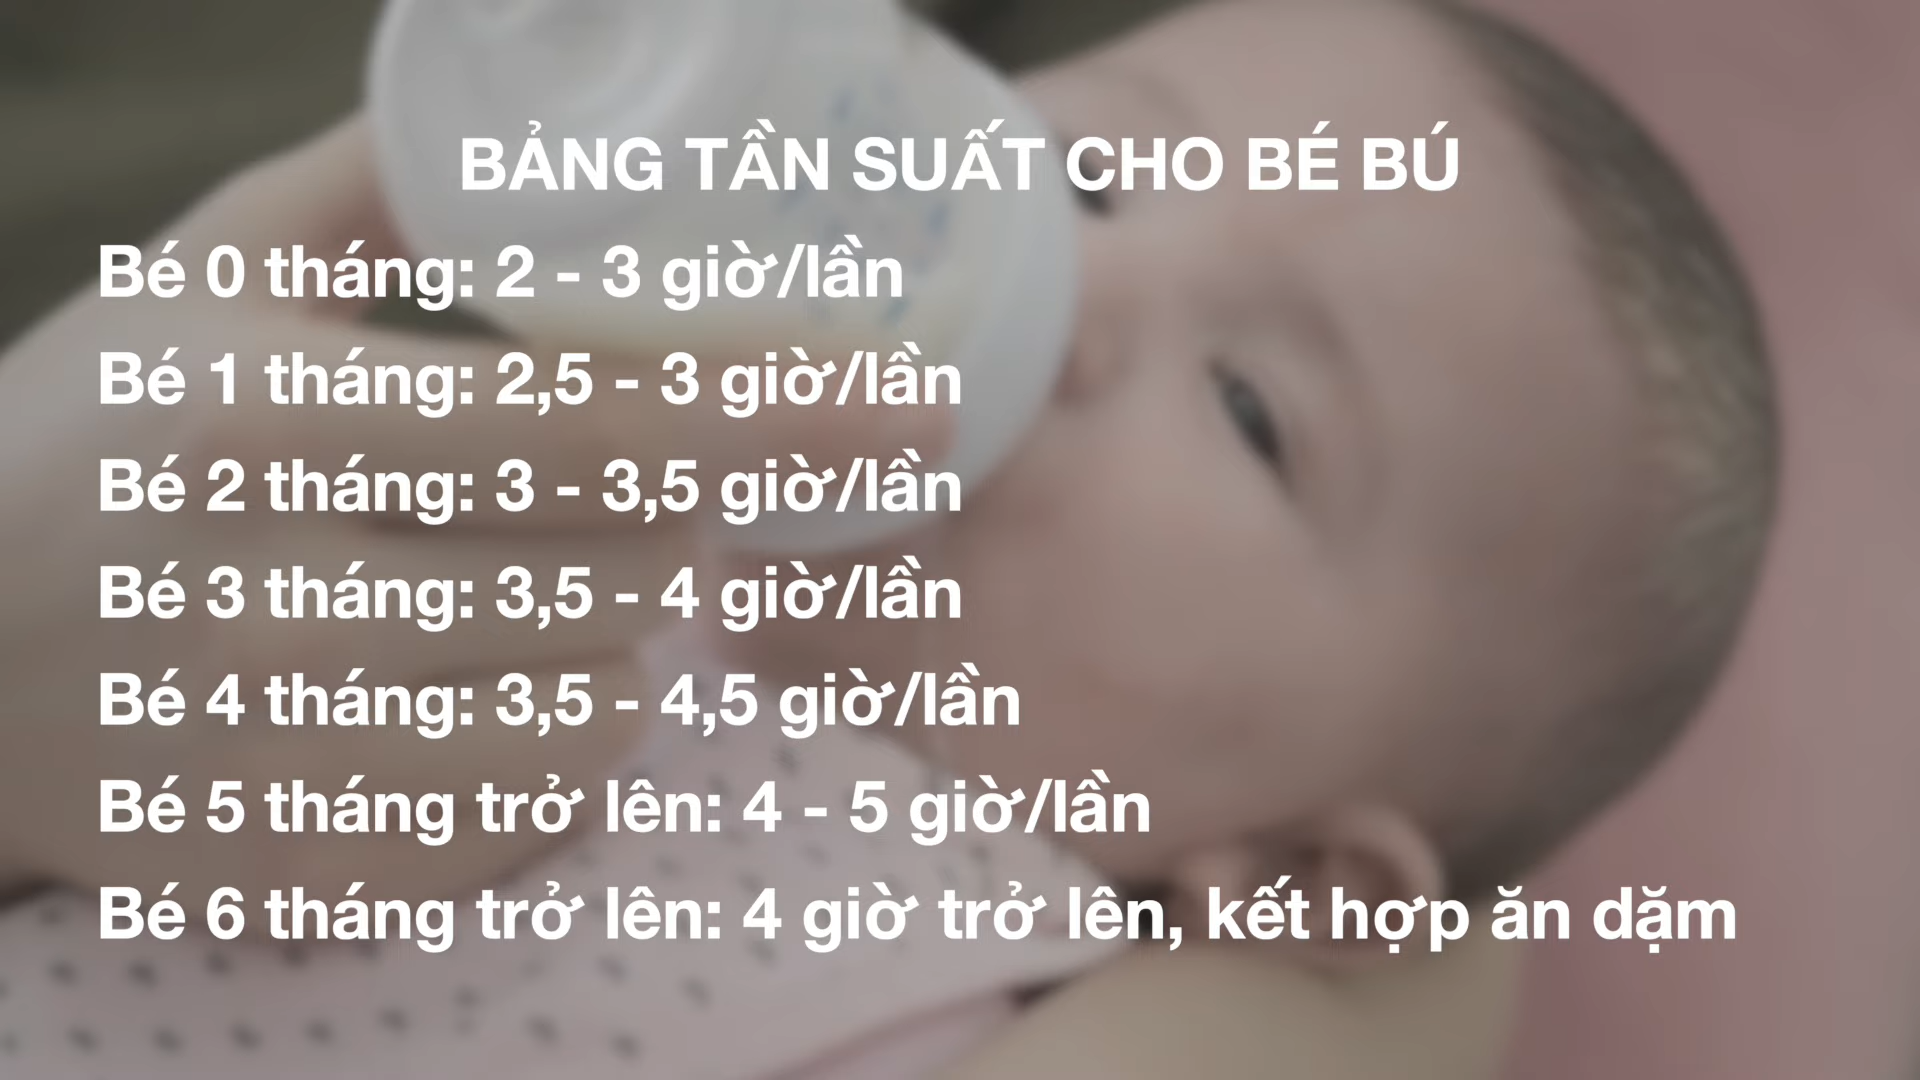 BẢNG TẦN SUẤT CHO BÉ BÚ
Bé 0 tháng: 2 - 3 giờ/lần
Bé 1 tháng: 2,5 - 3 giờ/lần
Bé 2 tháng: 3 - 3,5 giờ/lần
Bé 3 tháng: 3,5 - 4 giờ/lần
Bé 4 tháng: 3,5 - 4,5 giờ/lần
Bé 5 tháng trở lên: 4 - 5 giờ/lần
Bé 6 tháng trở lên: 4 giờ trở lên, kết hợp ăn dặm